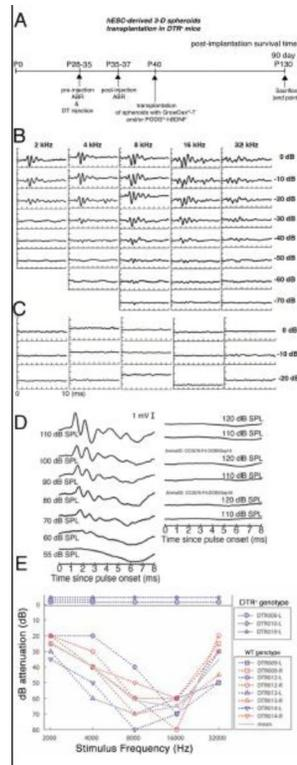 A
hESC-derived 3-D spheroids
transplantation in DTR⁺ mice
post-implantation survival time
90 day
P0
P28-35
P35-37
P40
P130
pre-injection
ABR
&
DT injection
post-injection
ABR
transplantation
of spheroids with
and/or
Sacrifice
(end point)
B
2 kHz
4 kHz
8 kHz
16 kHz
32 kHz
0 dB
-10 dB
-20 dB
-30 dB
-40 dB
-50 dB
-60 dB
-70 dB
C
0 dB
-10 dB
-20 dB
0
10 (ms)
D
1 mV
110 dB SPL
100 dB SPL
90 dB SPL
80 dB SPL
70 dB SPL
60 dB SPL
55 dB SPL
0 1 2 3 4 5 6 7 8
Time since pulse onset [ms]
120 dB SPL
110 dB SPL
120 dB SPL
110 dB SPL
120 dB SPL
110 dB SPL
0 1 2 3 4 5 6 7 8
Time since pulse onset [ms]
E
dB attenuation (dB)
0
20
40
60
80
2000
4000
8000
16000
32000
Stimulus Frequency (Hz)
DTR⁺ genotype
DTR010-L
WT genotype
DTR009-L
DTR012-L
DTR012-R
DTR013-L
DTR013-R
DTR014-L
DTR014-R
mean